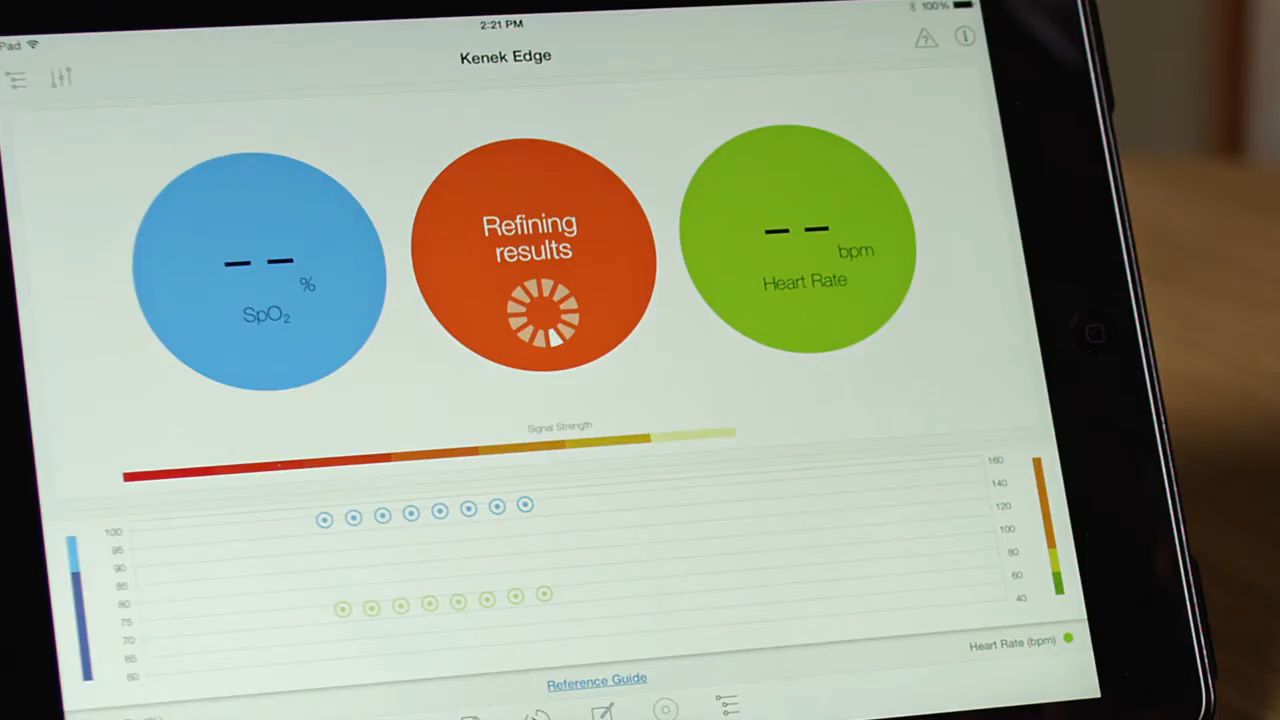 Pad
2:21 PM
100%
Kenek Edge
-- %
SpO₂
Refining
results
-- bpm
Heart Rate
Signal Strength
100
95
90
85
80
75
70
65
60
160
140
120
100
80
60
40
Heart Rate (bpm)
Reference Guide